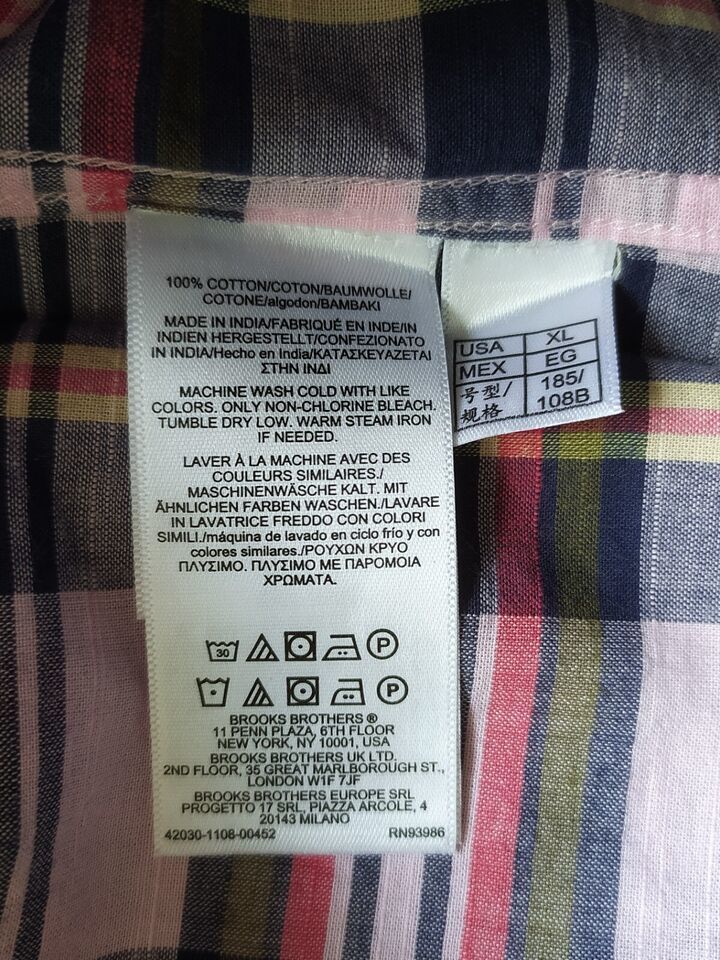 100% COTTON/COTON/BAUMWOLLE/
COTONE/algodon/BAMBAKI
MADE IN INDIA/FABRIQUÉ EN INDE/IN
INDIEN HERGESTELLT/CONFEZIONATO
IN INDIA/Hecho en India/ΚΑΤΑΣΚΕΥΑΖΕΤΑΙ
ΣΤΗΝ ΙΝΔΙ
MACHINE WASH COLD WITH LIKE
COLORS. ONLY NON-CHLORINE BLEACH.
TUMBLE DRY LOW. WARM STEAM IRON
IF NEEDED.
LAVER À LA MACHINE AVEC DES
COULEURS SIMILAIRES./
MASCHINENWÄSCHE KALT. MIT
ÄHNLICHEN FARBEN WASCHEN./LAVARE
IN LAVATRICE FREDDO CON COLORI
SIMILI./máquina de lavado en ciclo frío y con
colores similares./ΡΟΥΧΩΝ ΚΡΥΟ
ΠΛΥΣΙΜΟ. ΠΛΥΣΙΜΟ ΜΕ ΠΑΡΟΜΟΙΑ
ΧΡΩΜΑΤΑ.
30 P
P
BROOKS BROTHERS ®
11 PENN PLAZA, 6TH FLOOR
NEW YORK, NY 10001, USA
BROOKS BROTHERS UK LTD.
2ND FLOOR, 35 GREAT MARLBOROUGH ST.,
LONDON W1F 7JF
BROOKS BROTHERS EUROPE SRL
PROGETTO 17 SRL, PIAZZA ARCOLE, 4
20143 MILANO
42030-1108-00452 RN93986
USA XL
MEX EG
号型/ 185/
规格 108B